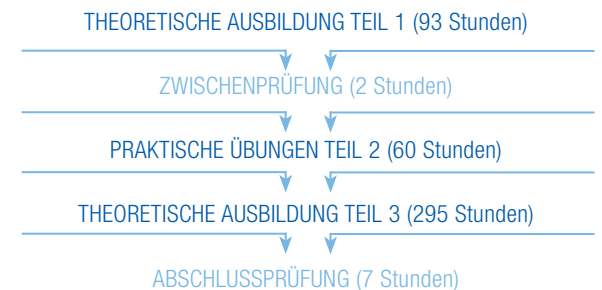 THEORETISCHE AUSBILDUNG TEIL 1 (93 Stunden)
ZWISCHENPRÜFUNG (2 Stunden)
PRAKTISCHE ÜBUNGEN TEIL 2 (60 Stunden)
THEORETISCHE AUSBILDUNG TEIL 3 (295 Stunden)
ABSCHLUSSPRÜFUNG (7 Stunden)